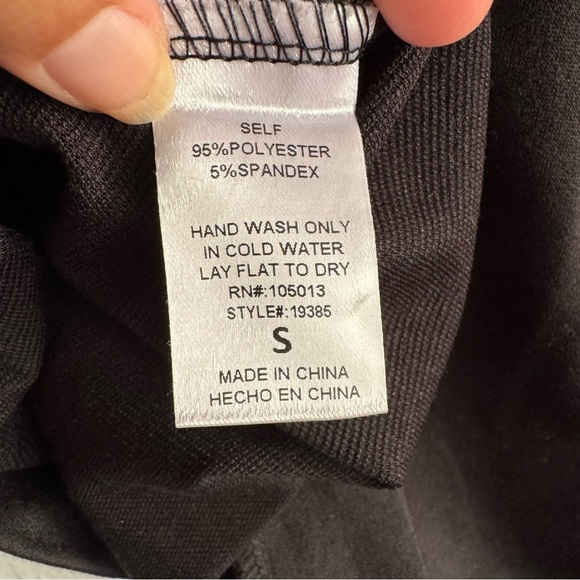 SELF
95%POLYESTER
5%SPANDEX
HAND WASH ONLY
IN COLD WATER
LAY FLAT TO DRY
RN#:105013
STYLE#:19385
S
MADE IN CHINA
HECHO EN CHINA